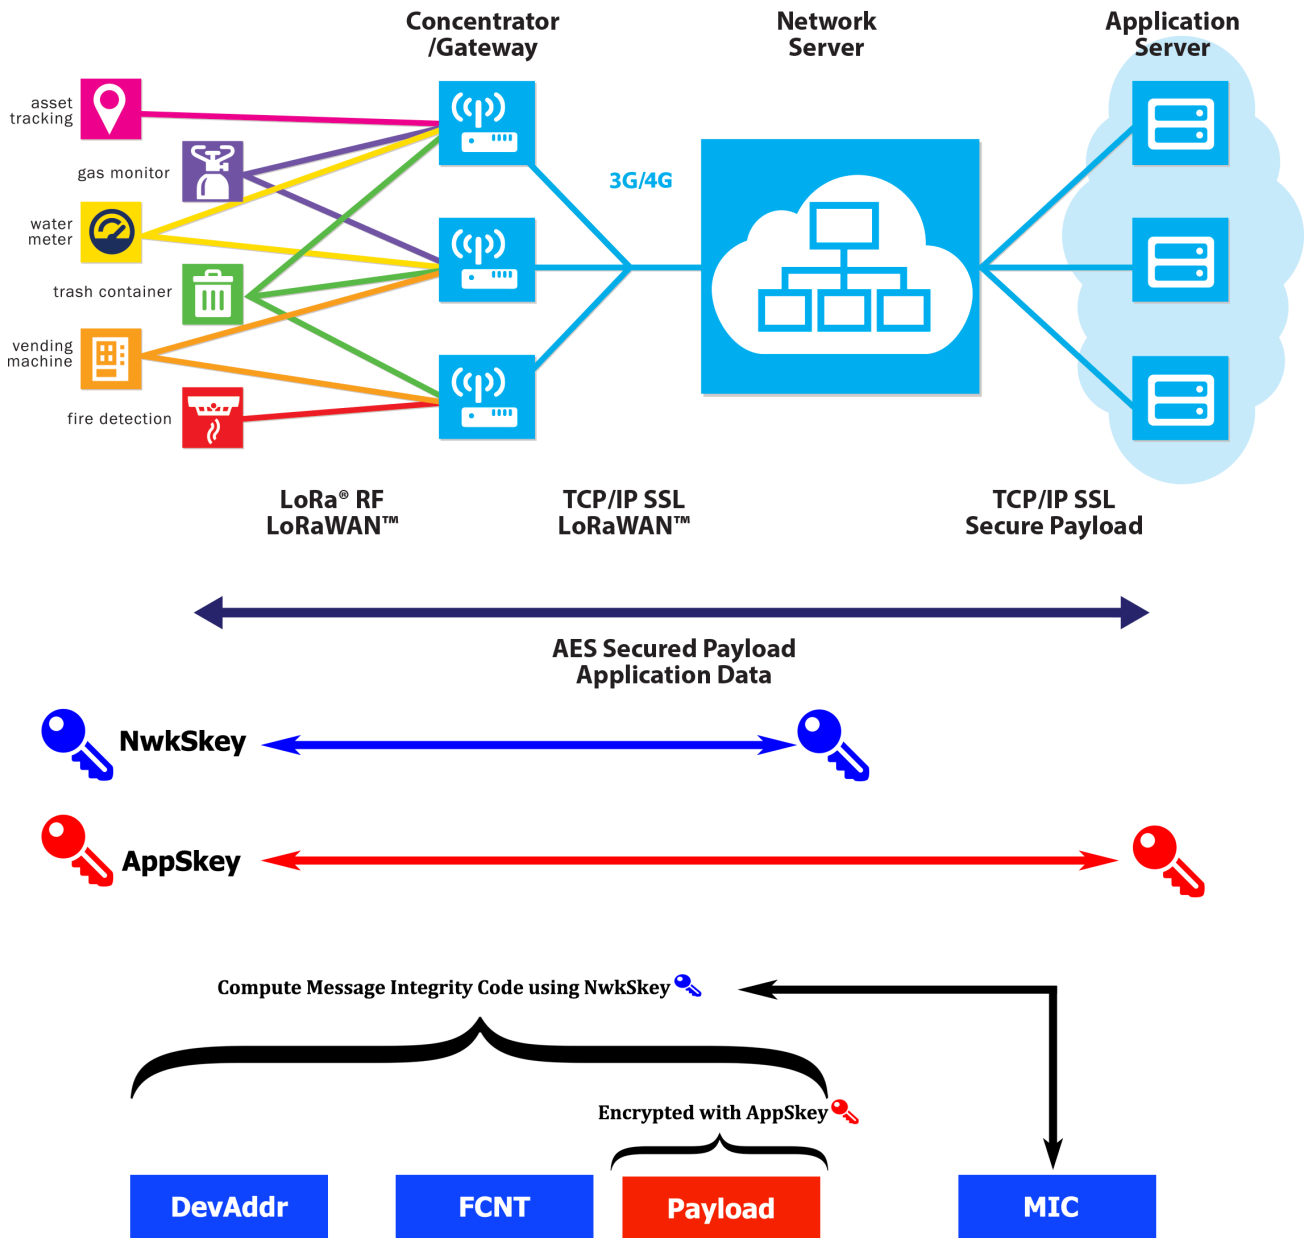 Concentrator
/Gateway
Network
Server
Application
Server
asset
tracking
gas monitor
water
meter
trash container
vending
machine
fire detection
3G/4G
LoRa® RF
LoRaWAN™
TCP/IP SSL
LoRaWAN™
TCP/IP SSL
Secure Payload
AES Secured Payload
Application Data
NwkSkey
AppSkey
Compute Message Integrity Code using NwkSkey
Encrypted with AppSkey
DevAddr
FCNT
Payload
MIC